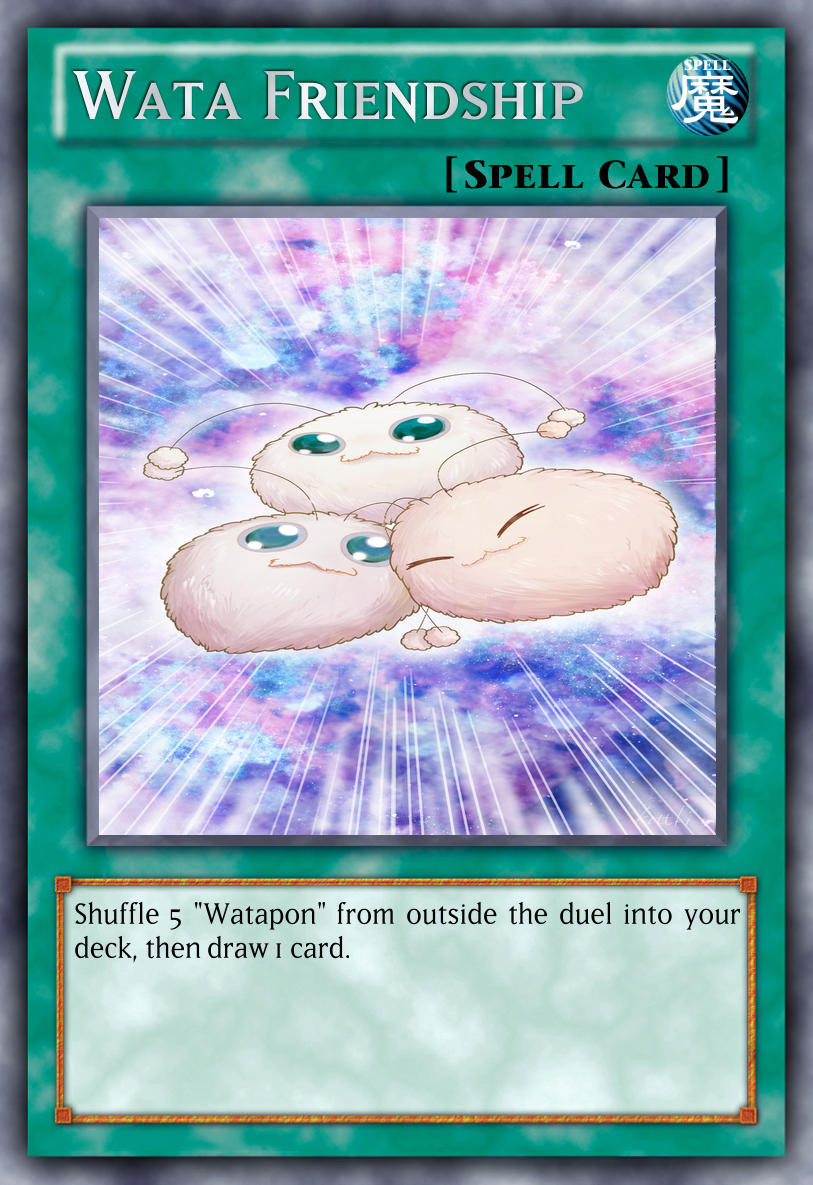 Wata Friendship
SPELL
魔
[Spell Card]
Shuffle 5 "Watapon" from outside the duel into your
deck, then draw 1 card.